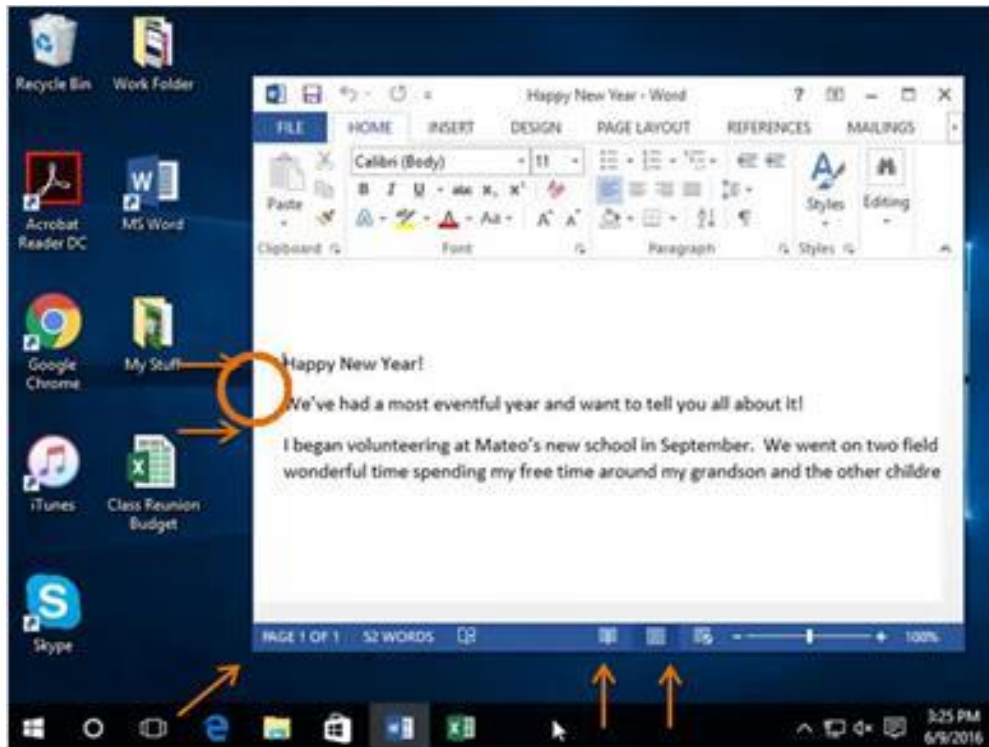 Recycle Bin
Work Folder
Acrobat
Reader DC
MS Word
Google
Chrome
My Stuff
iTunes
Class Reunion
Budget
Skype
Happy New Year - Word
FILE HOME INSERT DESIGN PAGE LAYOUT REFERENCES MAILINGS
Calibri (Body) 11
Paste
Styles
Editing
Clipboard Font Paragraph Styles
Happy New Year!
We've had a most eventful year and want to tell you all about it!
I began volunteering at Mateo's new school in September. We went on two field
wonderful time spending my free time around my grandson and the other childre
PAGE 1 OF 1 52 WORDS 100%
3:25 PM
6/9/2016